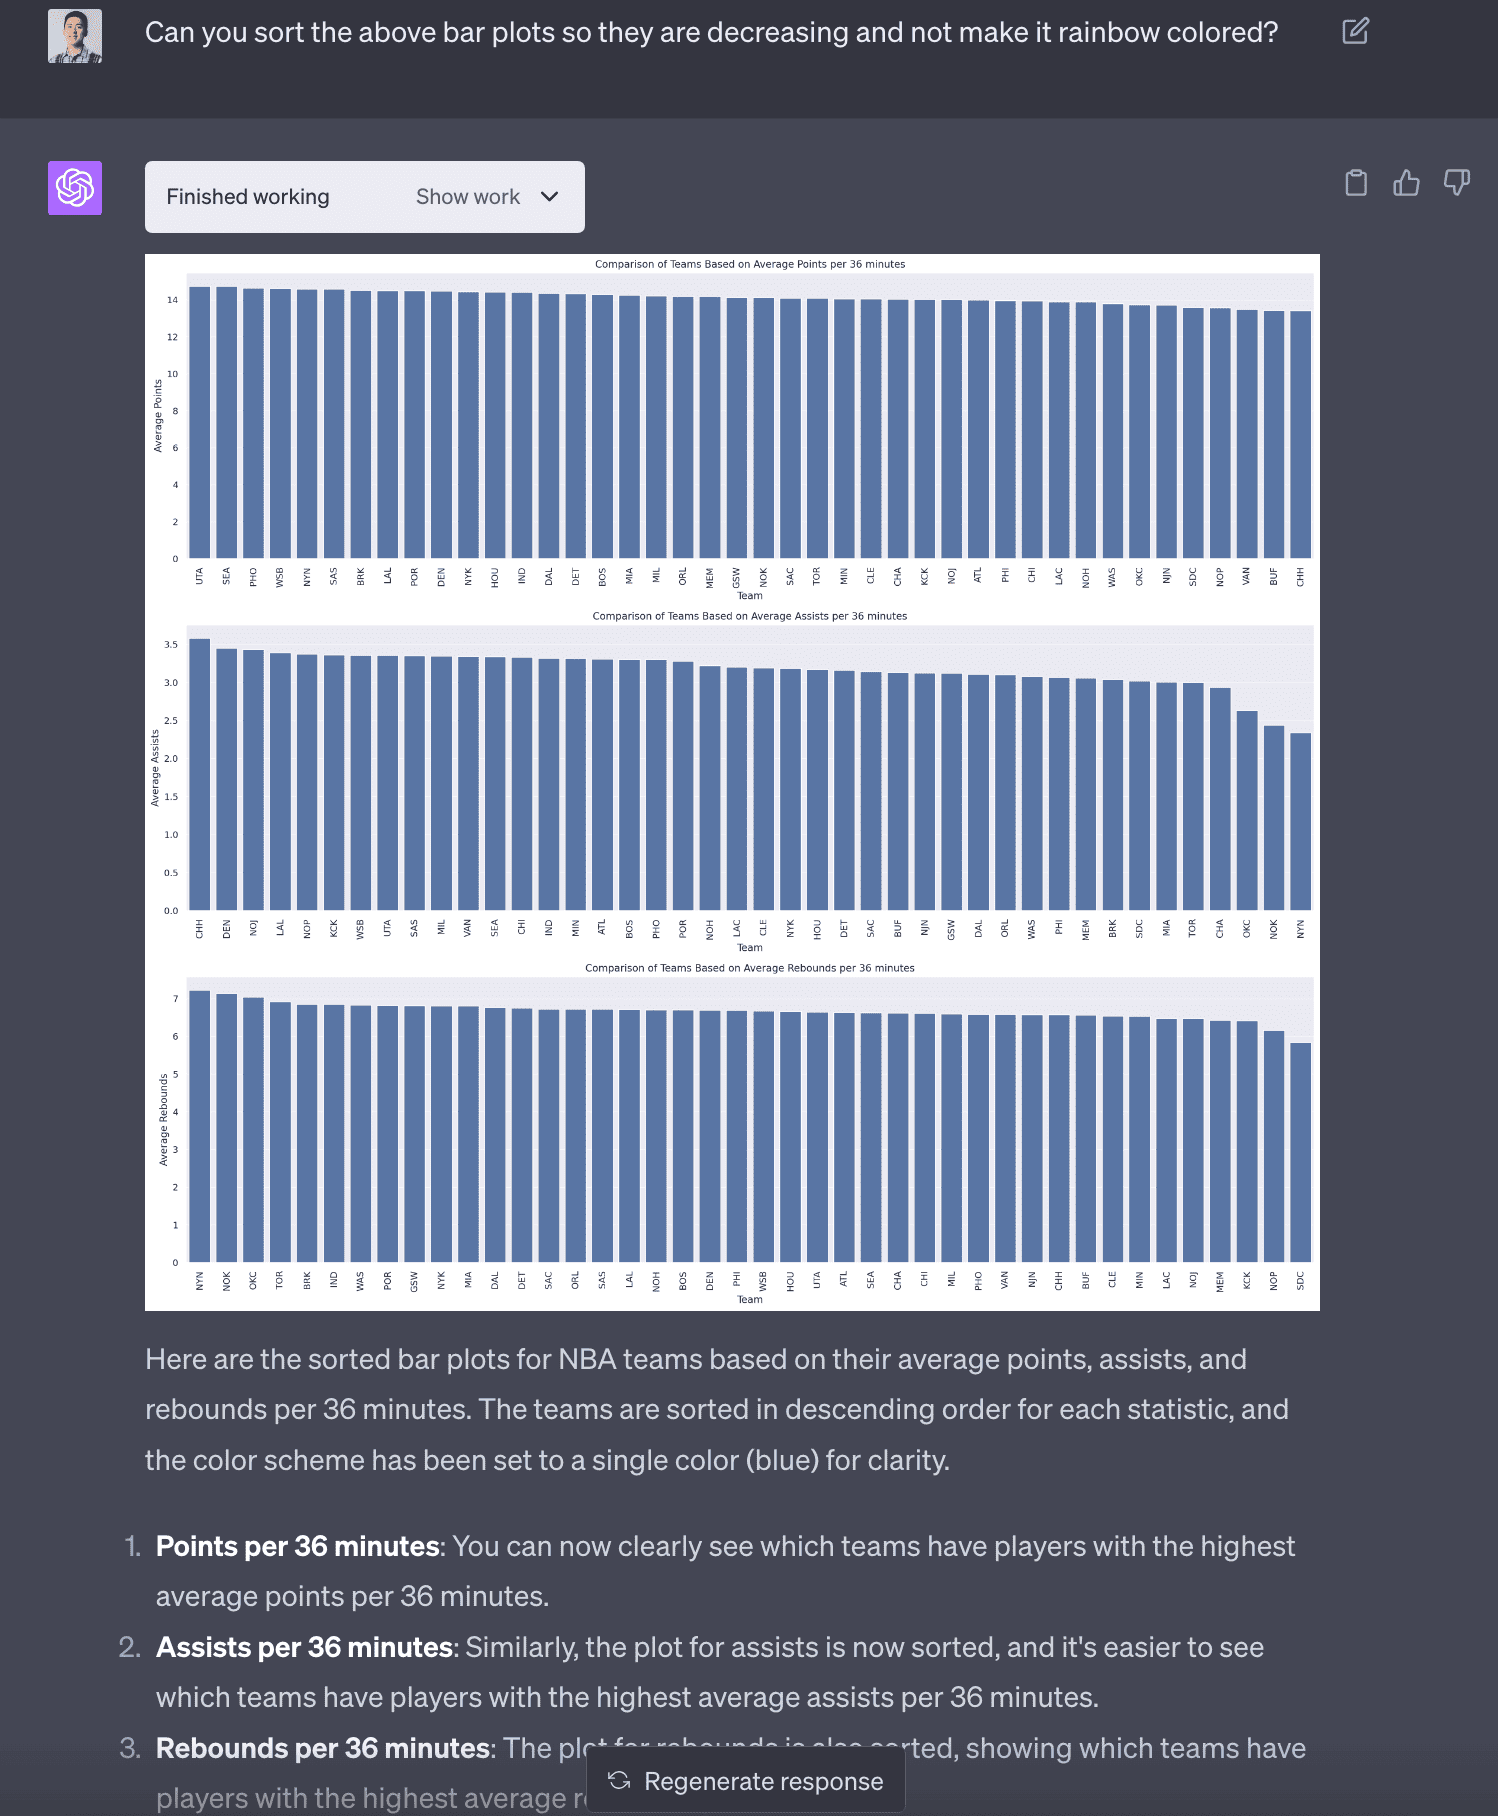 Can you sort the above bar plots so they are decreasing and not make it rainbow colored?
Finished working Show work
Comparison of Teams Based on Average Points per 36 minutes
Average Points
14
12
10
8
6
4
2
0
UTA SEA PHO WSB NYN SAS BRK LAL POR DEN NYK HOU IND DAL DET BOS MIA MIL ORL MEM GSW NOK SAC TOR MIN CLE CHA KCK NOJ ATL PHI CHI LAC NOH WAS OKC NJN SDC NOP VAN BUF CHH
Team
Comparison of Teams Based on Average Assists per 36 minutes
Average Assists
3.5
3.0
2.5
2.0
1.5
1.0
0.5
0.0
CHH DEN NOJ LAL NOP KCK WSB UTA SAS MIL VAN SEA CHI IND MIN ATL BOS PHO POR NOH LAC CLE NYK HOU DET SAC BUF NJN GSW DAL ORL WAS PHI MEM BRK SDC MIA TOR CHA OKC NOK NYN
Team
Comparison of Teams Based on Average Rebounds per 36 minutes
Average Rebounds
7
6
5
4
3
2
1
0
NYN NOK OKC TOR BRK IND WAS POR GSW NYK MIA DAL DET SAC ORL SAS LAL NOH BOS DEN PHI WSB HOU UTA ATL SEA CHA CHI MIL PHO VAN NJN CHH BUF CLE MIN LAC NOJ MEM KCK NOP SDC
Team
Here are the sorted bar plots for NBA teams based on their average points, assists, and
rebounds per 36 minutes. The teams are sorted in descending order for each statistic, and
the color scheme has been set to a single color (blue) for clarity.
1. Points per 36 minutes: You can now clearly see which teams have players with the highest
average points per 36 minutes.
2. Assists per 36 minutes: Similarly, the plot for assists is now sorted, and it's easier to see
which teams have players with the highest average assists per 36 minutes.
3. Rebounds per 36 minutes: The plot for rebounds is also sorted, showing which teams have
players with the highest average
Regenerate response